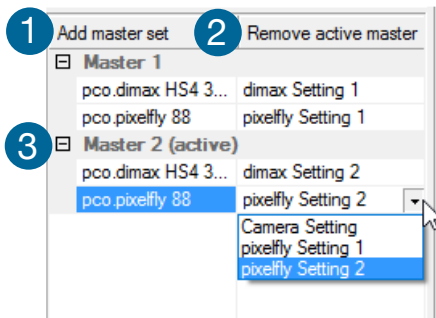 1 Add master set 2 Remove active master
Master 1
pco.dimax HS4 3... dimax Setting 1
pco.pixelfly 88 pixelfly Setting 1
3 Master 2 (active)
pco.dimax HS4 3... dimax Setting 2
pco.pixelfly 88 pixelfly Setting 2
Camera Setting
pixelfly Setting 1
pixelfly Setting 2